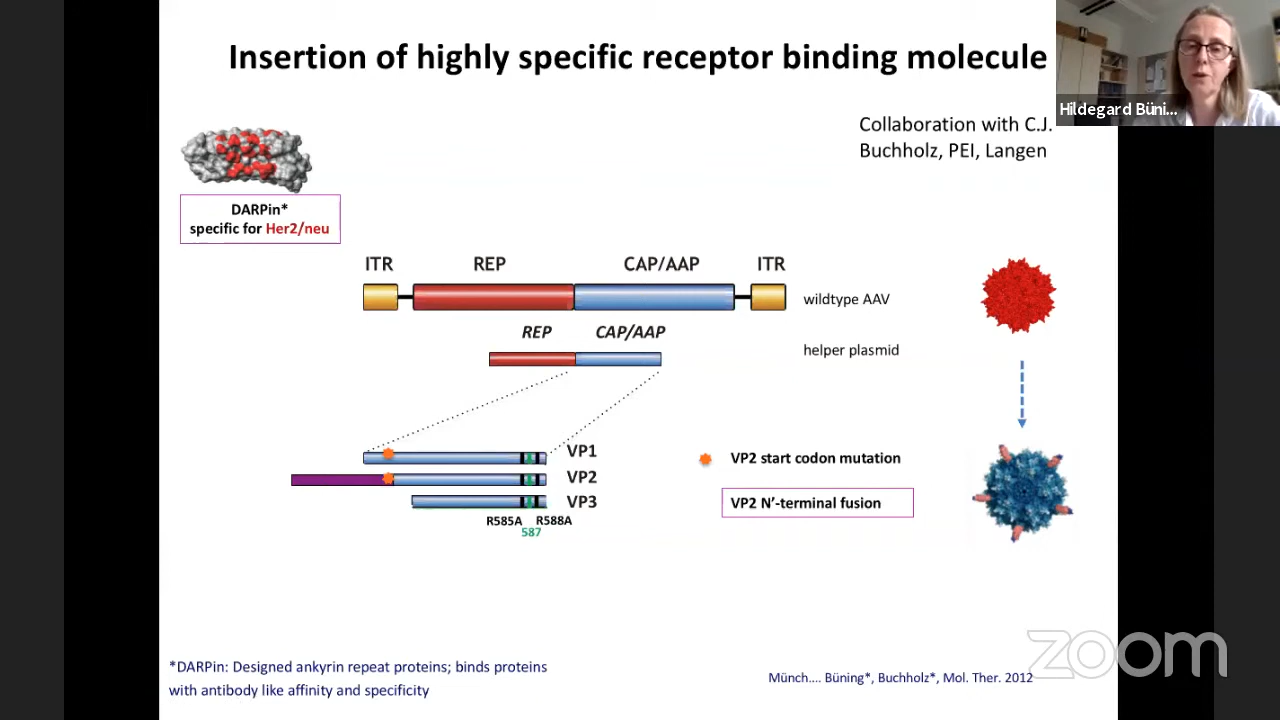 Insertion of highly specific receptor binding molecule
Hildegard Büni...
Collaboration with C.J.
Buchholz, PEI, Langen
DARPin*
specific for Her2/neu
ITR REP CAP/AAP ITR
wildtype AAV
REP CAP/AAP
helper plasmid
VP1
VP2
VP3
R585A R588A
587
VP2 start codon mutation
VP2 N’-terminal fusion
*DARPin: Designed ankyrin repeat proteins; binds proteins
with antibody like affinity and specificity
Münch.... Büning*, Buchholz*, Mol. Ther. 2012
zoom